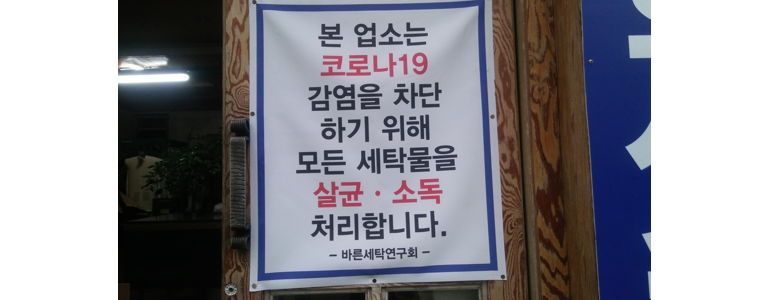 본 업소는
코로나19
감염을 차단
하기 위해
모든 세탁물을
살균 · 소독
처리합니다.
– 바른세탁연구회 –